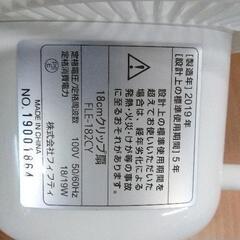 【製造年】2019年
【設計上の標準使用期間】5年
設計上の標準使用期間を
超えてお使いいただいた
場合は、経年劣化による
発熱・火災・けが等の事故
に至るおそれがあります。
18cmクリップ扇
FLE-182CY
定格電圧/定格周波数 100V 50/60Hz
定格消費電力 18/19W
株式会社フィフティ
MADE IN CHINA
NO.19001864